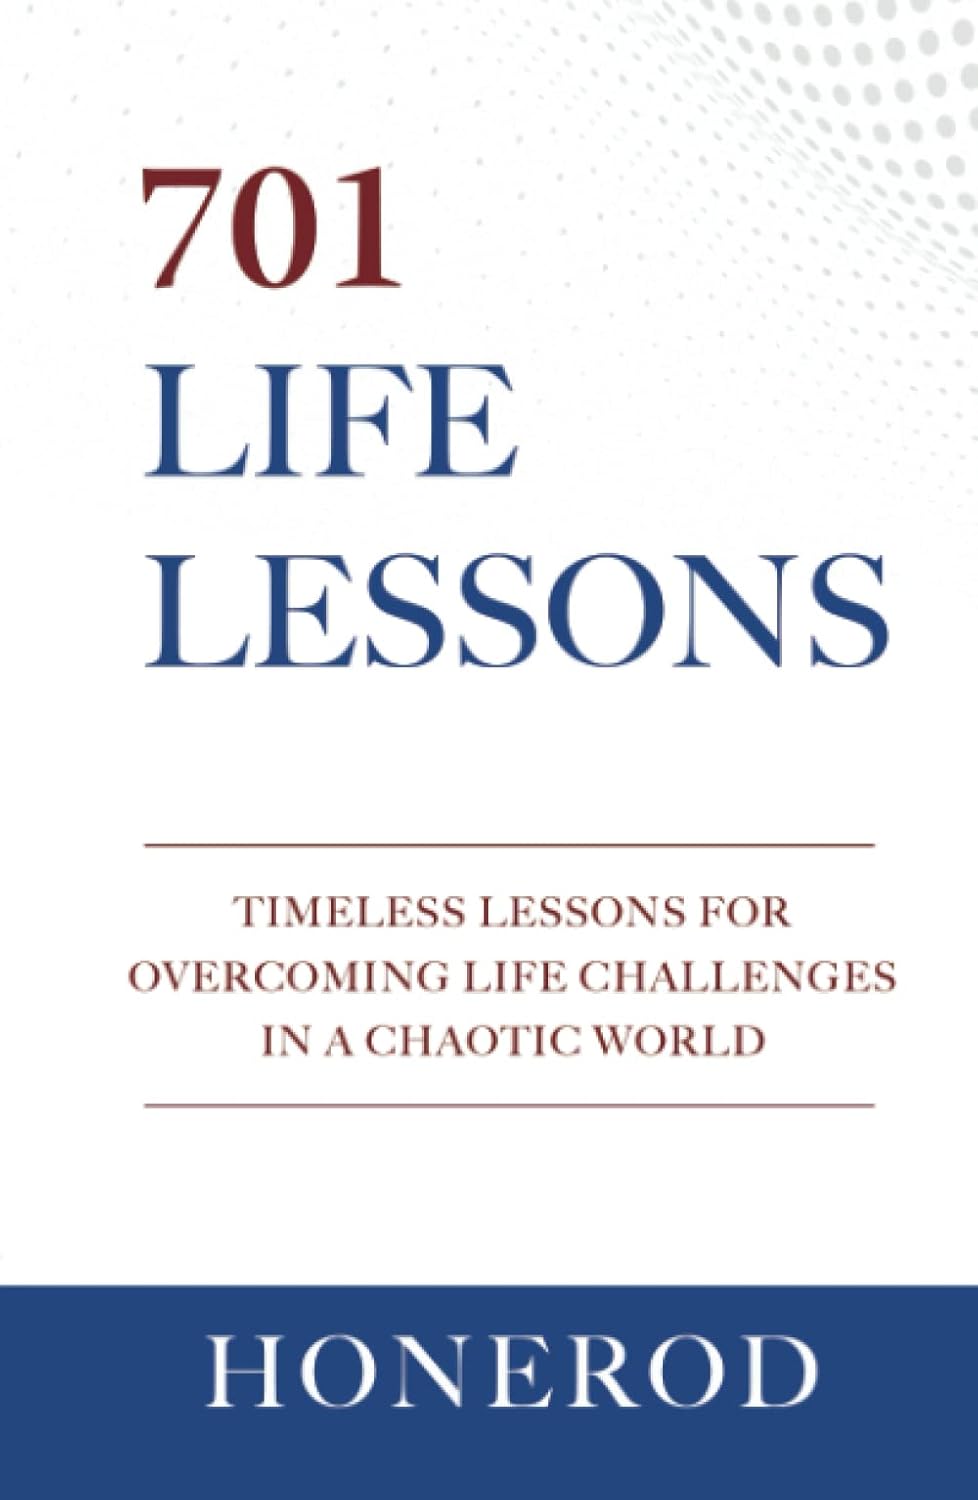 701
LIFE
LESSONS
TIMELESS LESSONS FOR
OVERCOMING LIFE CHALLENGES
IN A CHAOTIC WORLD
HONEROD